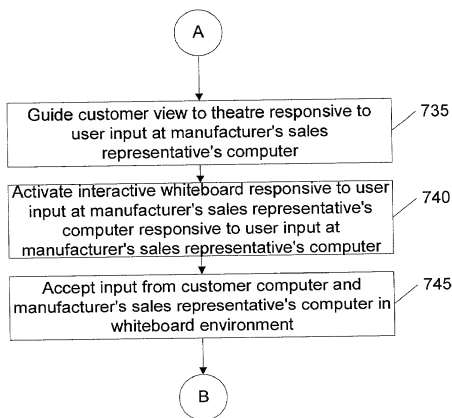 A
Guide customer view to theatre responsive to
user input at manufacturer's sales
representative's computer
735
Activate interactive whiteboard responsive to user
input at manufacturer's sales representative's
computer responsive to user input at
manufacturer's sales representative's computer
740
Accept input from customer computer and
manufacturer's sales representative's computer in
whiteboard environment
745
B